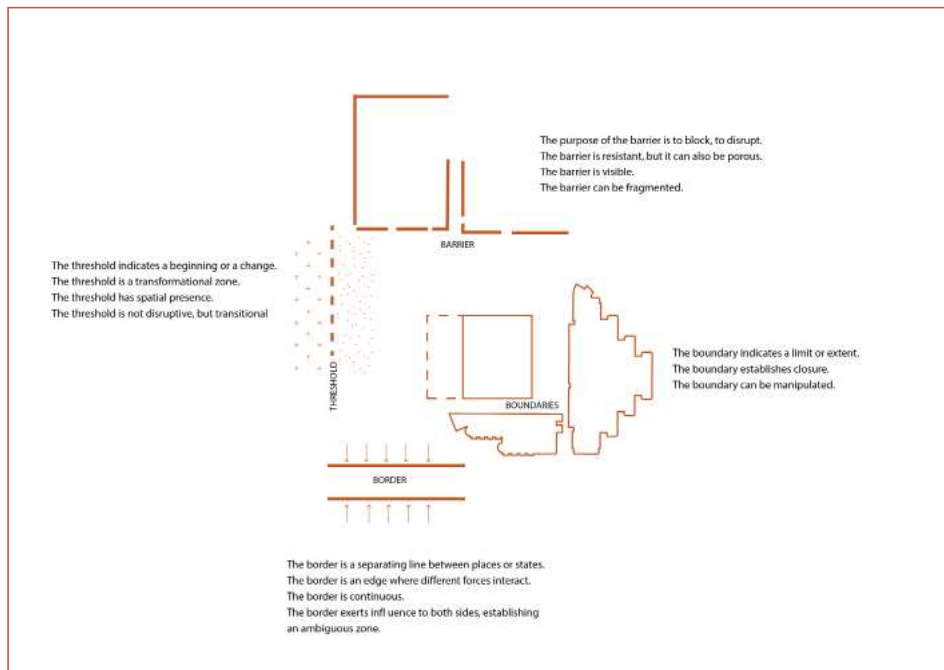 The purpose of the barrier is to block, to disrupt.
The barrier is resistant, but it can also be porous.
The barrier is visible.
The barrier can be fragmented.
BARRIER
The threshold indicates a beginning or a change.
The threshold is a transformational zone.
The threshold has spatial presence.
The threshold is not disruptive, but transitional
THRESHOLD
The boundary indicates a limit or extent.
The boundary establishes closure.
The boundary can be manipulated.
BOUNDARIES
BORDER
The border is a separating line between places or states.
The border is an edge where different forces interact.
The border is continuous.
The border exerts infl uence to both sides, establishing
an ambiguous zone.